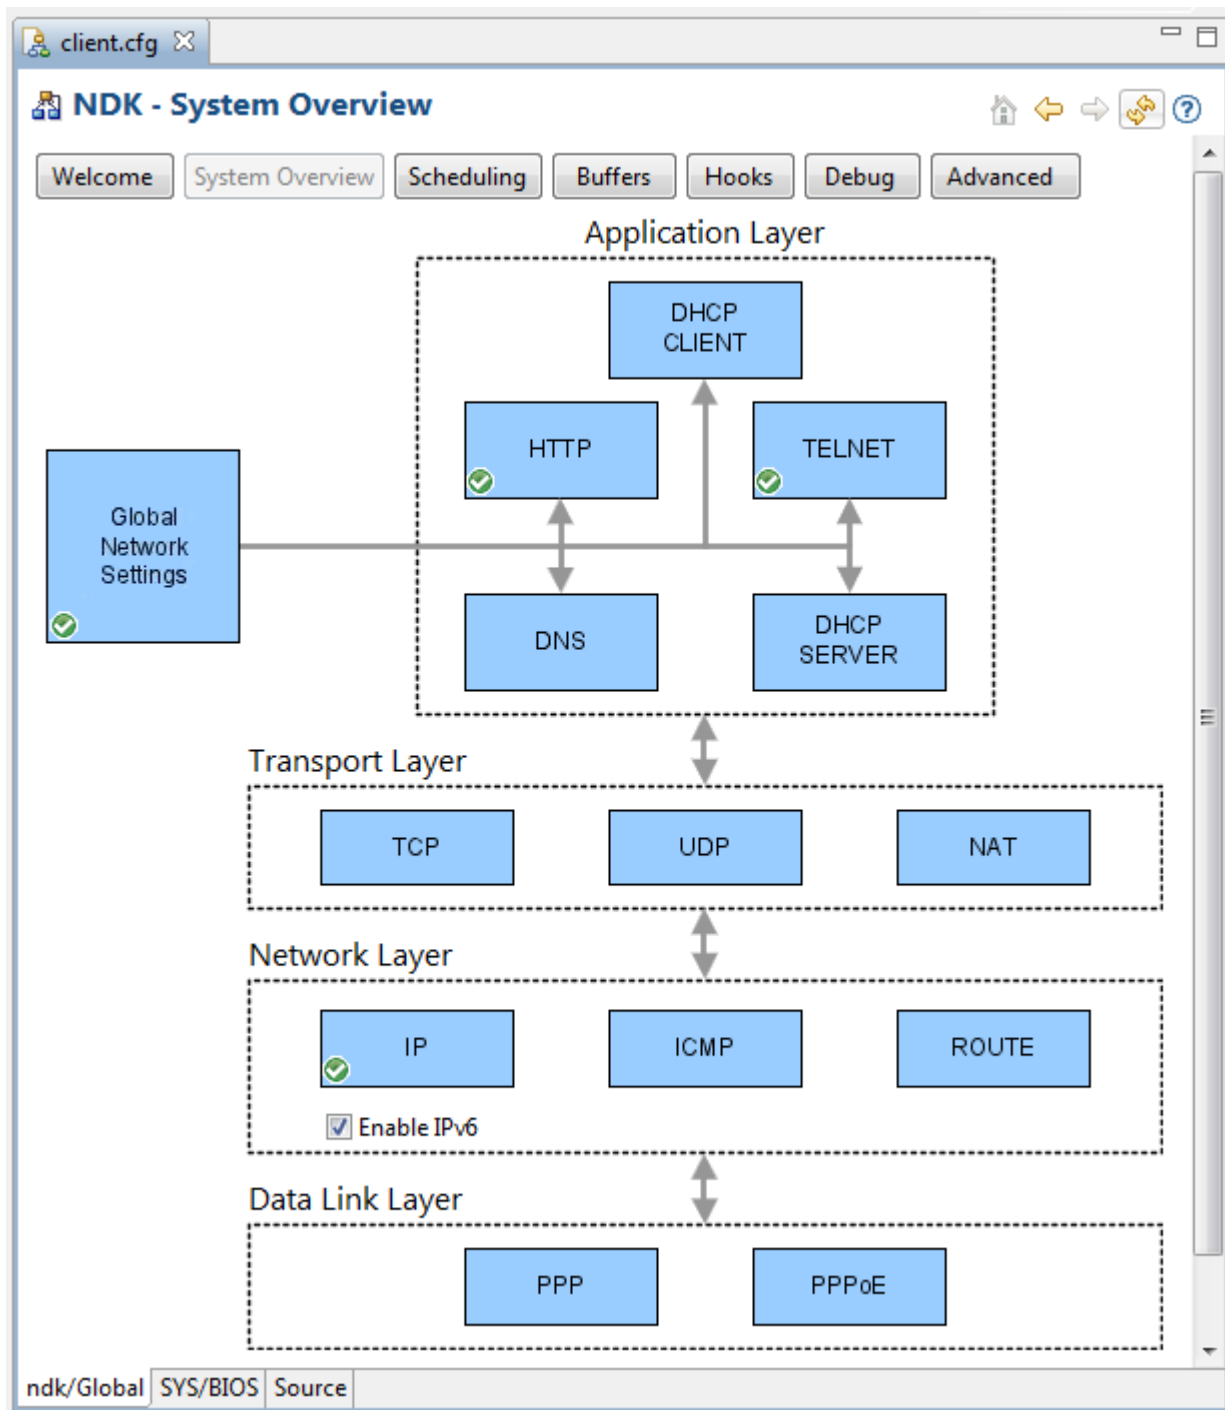 client.cfg
NDK - System Overview
Welcome System Overview Scheduling Buffers Hooks Debug Advanced
Application Layer
DHCP
CLIENT
HTTP
TELNET
Global
Network
Settings
DNS
DHCP
SERVER
Transport Layer
TCP
UDP
NAT
Network Layer
IP
ICMP
ROUTE
Enable IPv6
Data Link Layer
PPP
PPPoE
ndk/Global SYS/BIOS Source